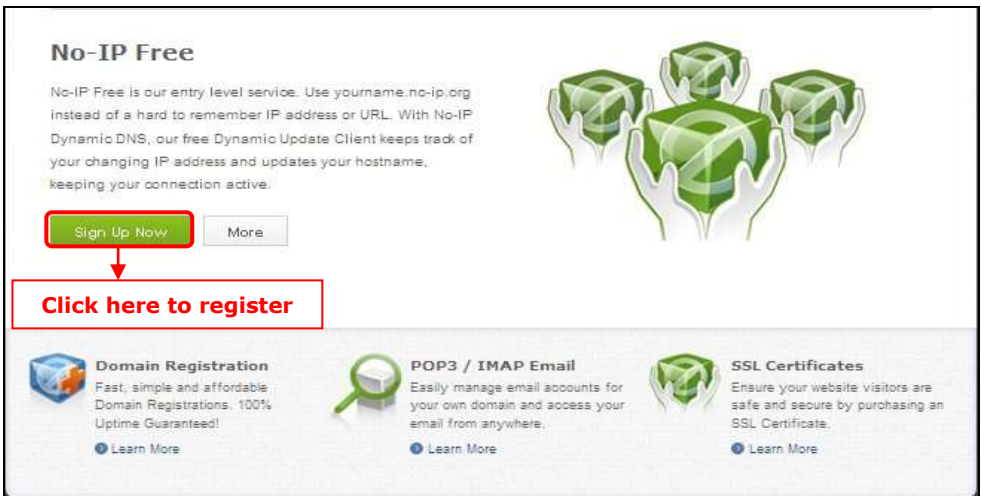 No-IP Free
No-IP Free is our entry level service. Use yourname.no-ip.org
instead of a hard to remember IP address or URL. With No-IP
Dynamic DNS, our free Dynamic Update Client keeps track of
your changing IP address and updates your hostname,
keeping your connection active.
Sign Up Now
More
Click here to register
Domain Registration
Fast, simple and affordable
Domain Registrations. 100%
Uptime Guaranteed!
Learn More
POP3 / IMAP Email
Easily manage email accounts for
your own domain and access your
email from anywhere.
Learn More
SSL Certificates
Ensure your website visitors are
safe and secure by purchasing an
SSL Certificate.
Learn More